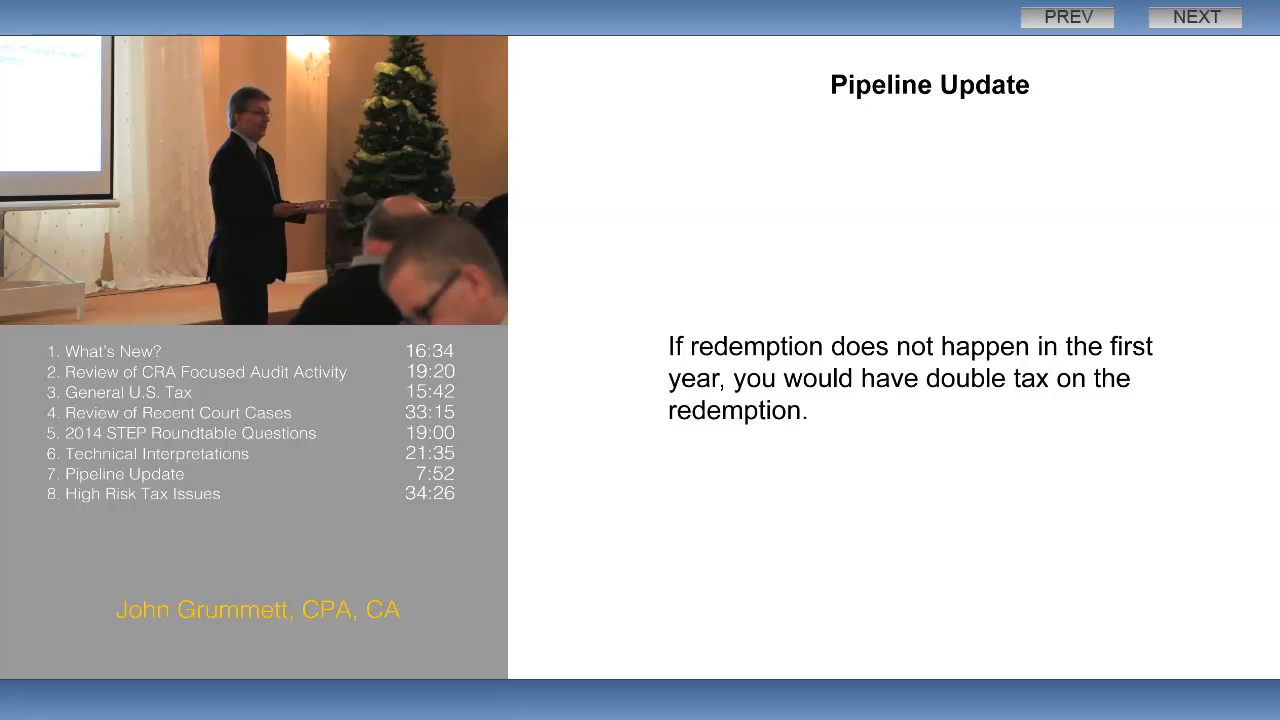 PREV NEXT
Pipeline Update
If redemption does not happen in the first
year, you would have double tax on the
redemption.
1. What's New? 16:34
2. Review of CRA Focused Audit Activity 19:20
3. General U.S. Tax 15:42
4. Review of Recent Court Cases 33:15
5. 2014 STEP Roundtable Questions 19:00
6. Technical Interpretations 21:35
7. Pipeline Update 7:52
8. High Risk Tax Issues 34:26
John Grummett, CPA, CA